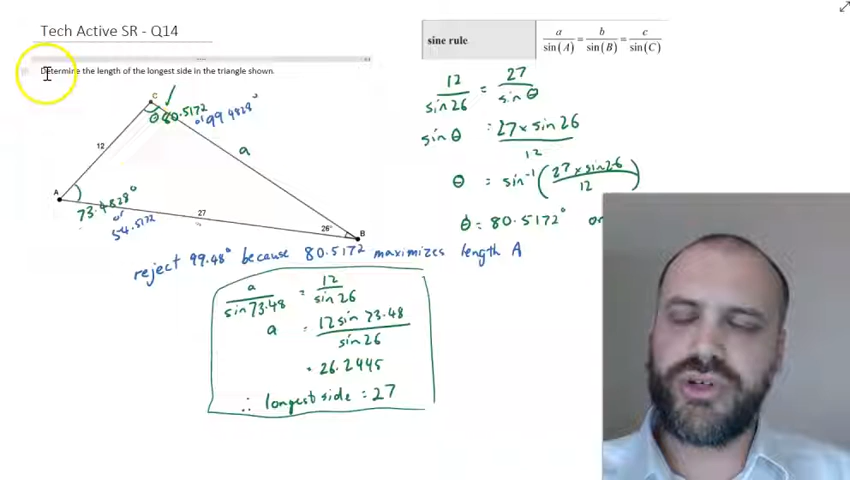 Tech Active SR - Q14
sine rule
a/sin(A) = b/sin(B) = c/sin(C)
Determine the length of the longest side in the triangle shown.
C
θ 80.5172
or 99.4828°
12
a
A
73.4828°
or
54.5172
27
26°
B
12/sin 26 = 27/sin θ
sin θ = 27 × sin 26/12
θ = sin⁻¹(27 × sin 26/12)
θ = 80.5172° or
reject 99.48° because 80.5172 maximizes length A
a/sin 73.48 = 12/sin 26
a = 12 sin 73.48/sin 26
= 26.2445
∴ longest side = 27